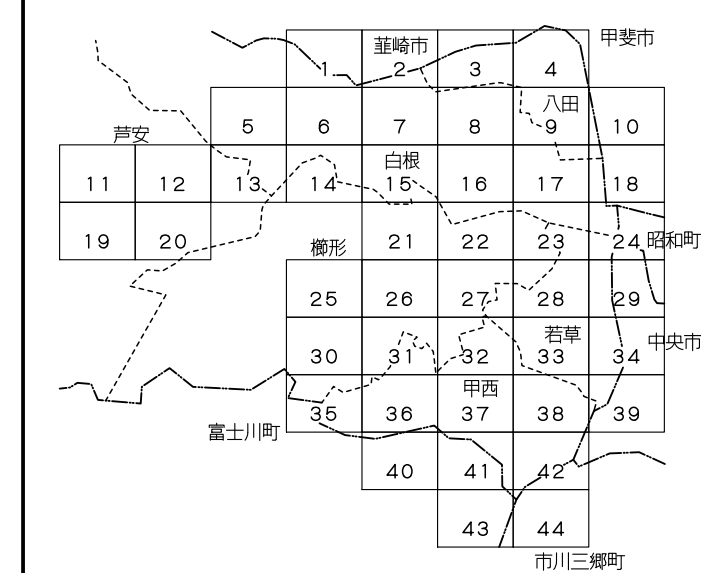 甲斐市
韮崎市
1 2 3 4
八田
5 6 7 8 9 10
芦安
白根
11 12 13 14 15 16 17 18
櫛形
19 20 21 22 23 24 昭和町
25 26 27 28 29
若草
中央市
30 31 32 33 34
甲西
富士川町
35 36 37 38 39
40 41 42
43 44
市川三郷町